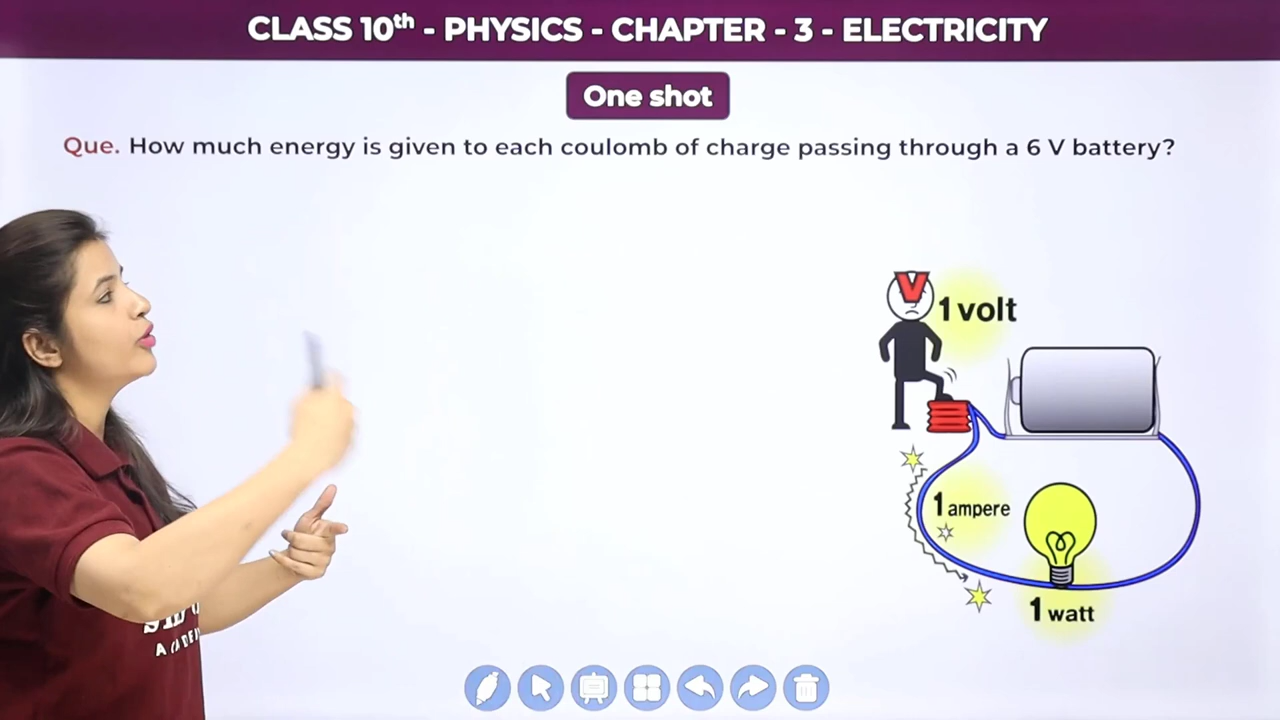 CLASS 10th - PHYSICS - CHAPTER - 3 - ELECTRICITY
One shot
Que. How much energy is given to each coulomb of charge passing through a 6 V battery?
V
1 volt
1 ampere
1 watt